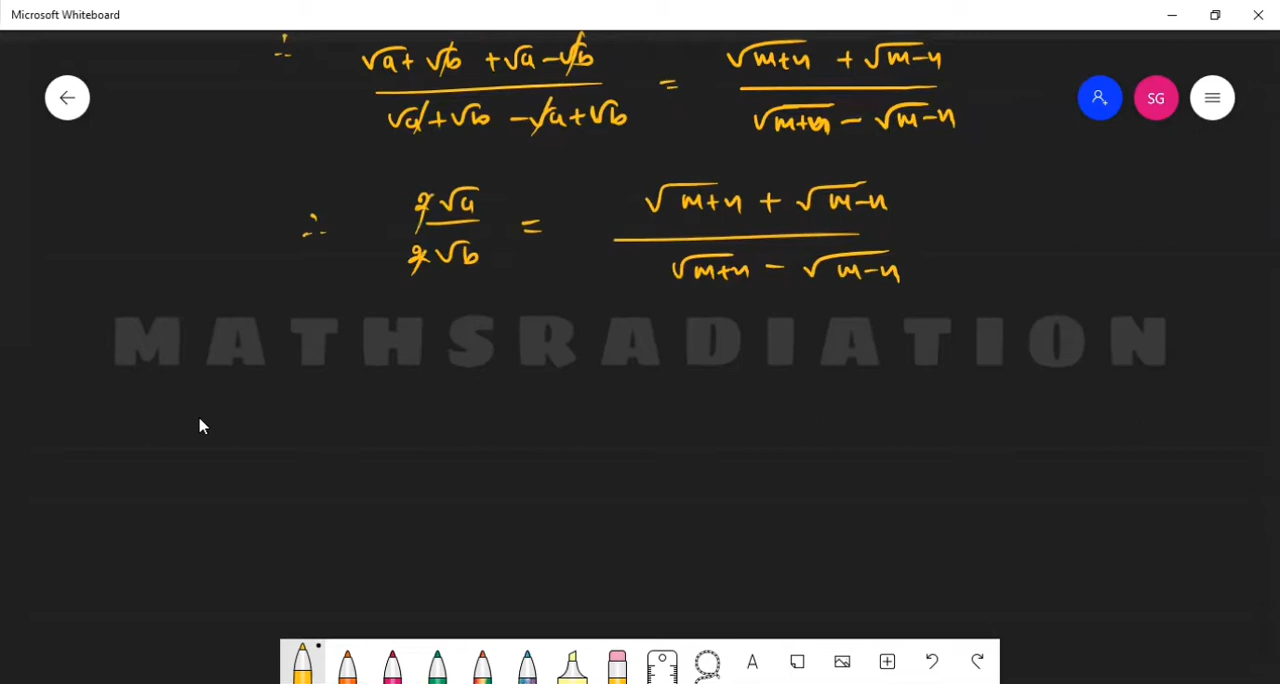 Microsoft Whiteboard
∴ (√a + √b + √a − √b) / (√a + √b − √a + √b) = (√m+n + √m−n) / (√m+n − √m−n)
SG
∴ 2√a / 2√b = (√m+n + √m−n) / (√m+n − √m−n)
MATHSRADIATION
A